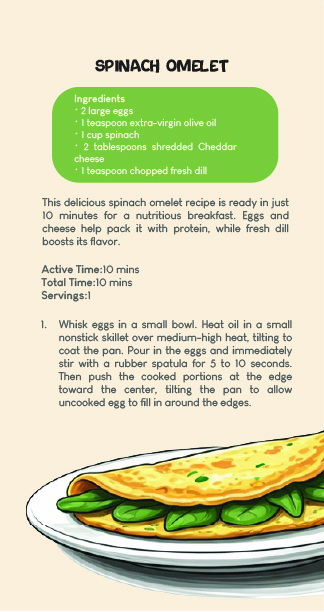 SPINACH OMELET
Ingredients
· 2 large eggs
· 1 teaspoon extra-virgin olive oil
· 1 cup spinach
· 2 tablespoons shredded Cheddar
cheese
· 1 teaspoon chopped fresh dill
This delicious spinach omelet recipe is ready in just
10 minutes for a nutritious breakfast. Eggs and
cheese help pack it with protein, while fresh dill
boosts its flavor.
Active Time:10 mins
Total Time:10 mins
Servings:1
1. Whisk eggs in a small bowl. Heat oil in a small
nonstick skillet over medium-high heat, tilting to
coat the pan. Pour in the eggs and immediately
stir with a rubber spatula for 5 to 10 seconds.
Then push the cooked portions at the edge
toward the center, tilting the pan to allow
uncooked egg to fill in around the edges.